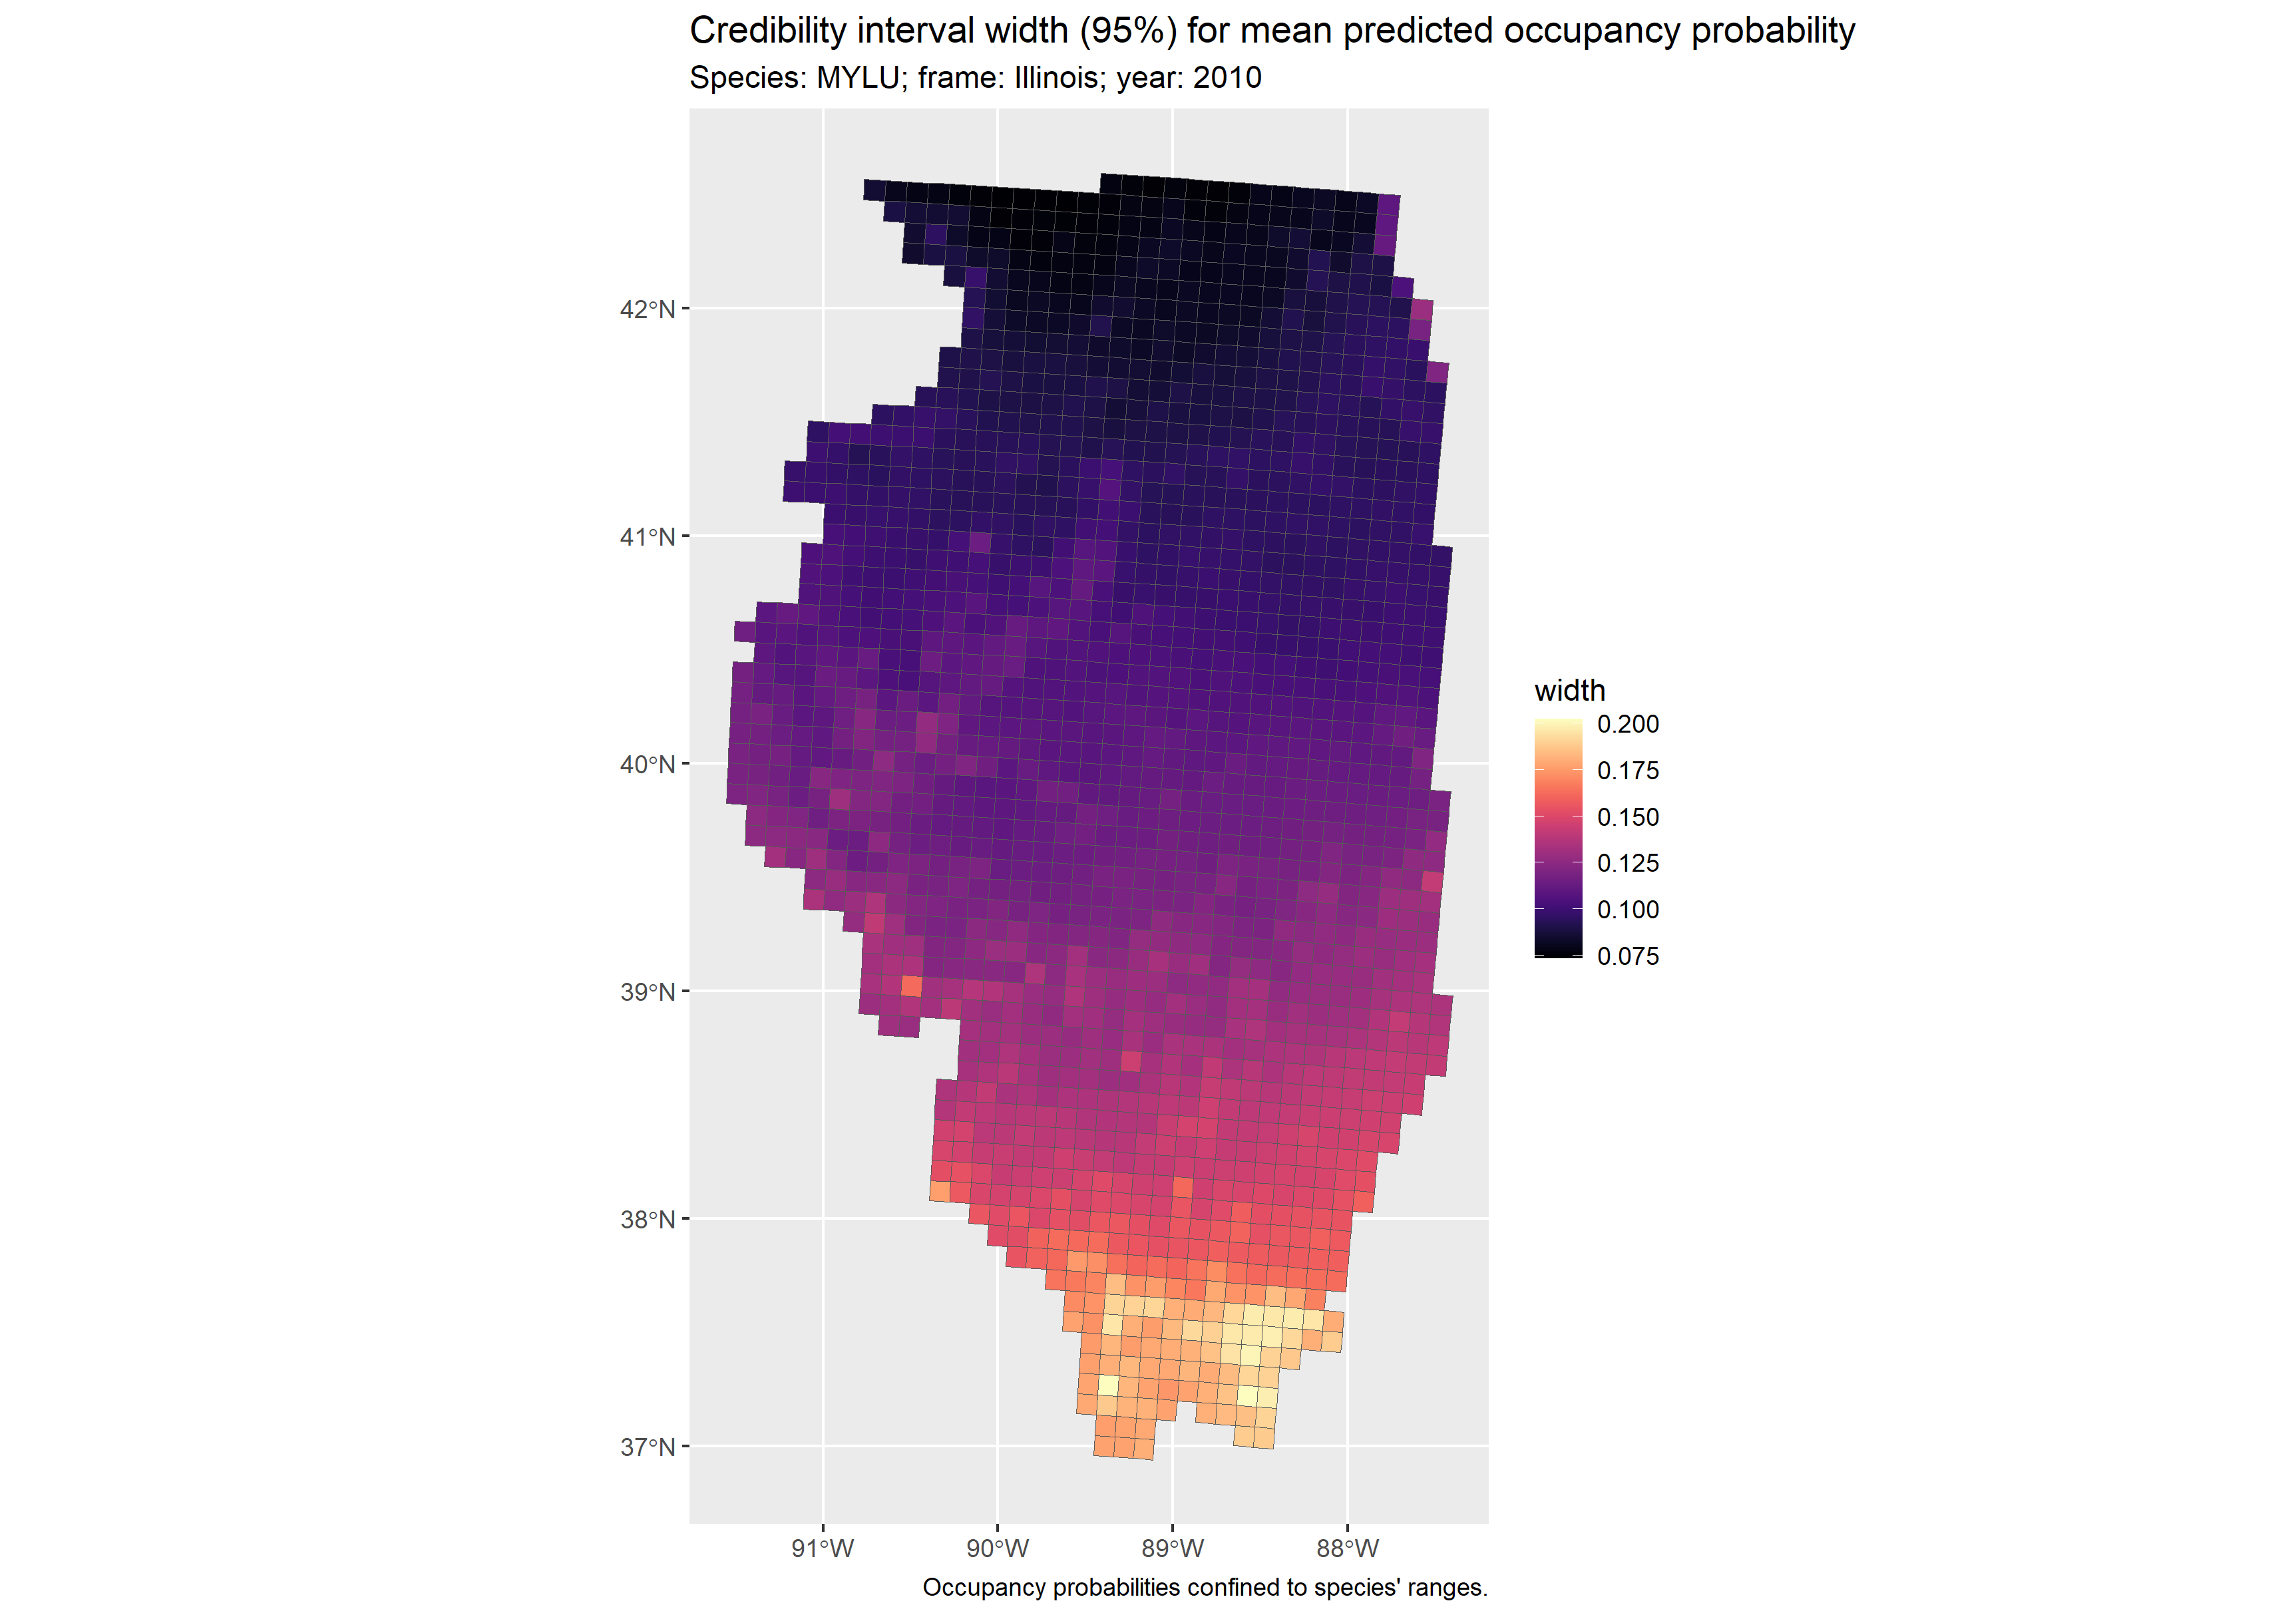 Credibility interval width (95%) for mean predicted occupancy probability
Species: MYLU; frame: Illinois; year: 2010
42°N
41°N
40°N
39°N
38°N
37°N
width
0.200
0.175
0.150
0.125
0.100
0.075
91°W 90°W 89°W 88°W
Occupancy probabilities confined to species' ranges.